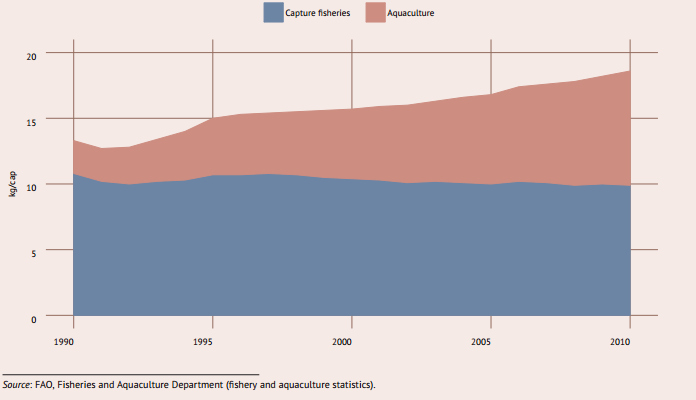 Capture fisheries Aquaculture
20
15
10
5
0
kg/cap
1990 1995 2000 2005 2010
Source: FAO, Fisheries and Aquaculture Department (fishery and aquaculture statistics).